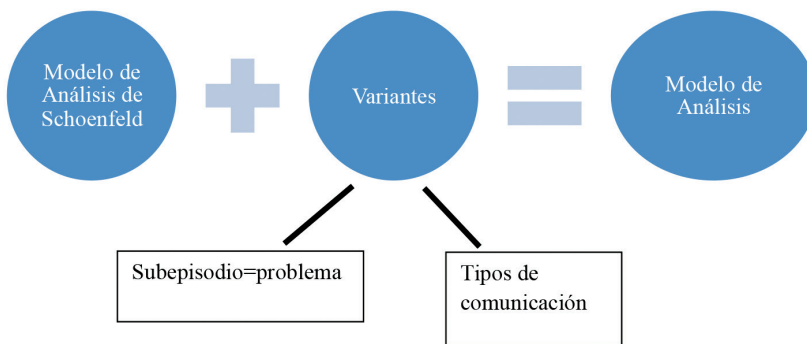 Modelo de
Análisis de
Schoenfeld
Variantes
Modelo de
Análisis
Subepisodio=problema
Tipos de
comunicación